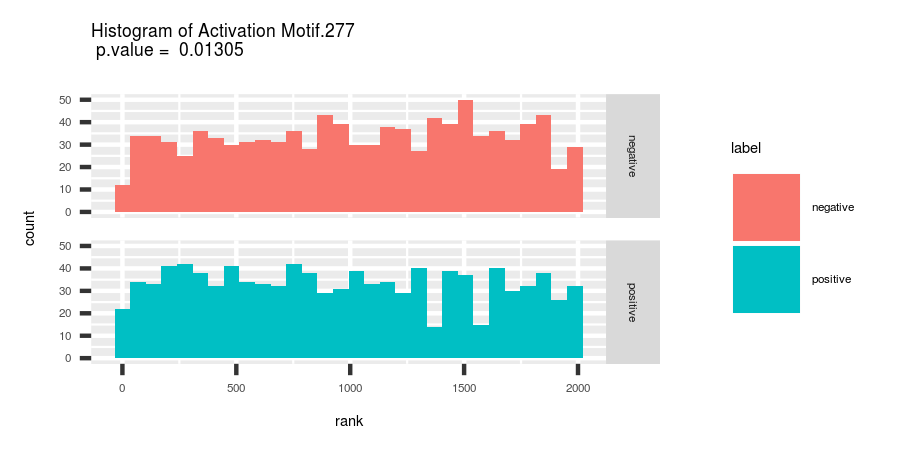 Histogram of Activation Motif.277
p.value = 0.01305
count
50
40
30
20
10
0
negative
50
40
30
20
10
0
positive
0 500 1000 1500 2000
rank
label
negative
positive